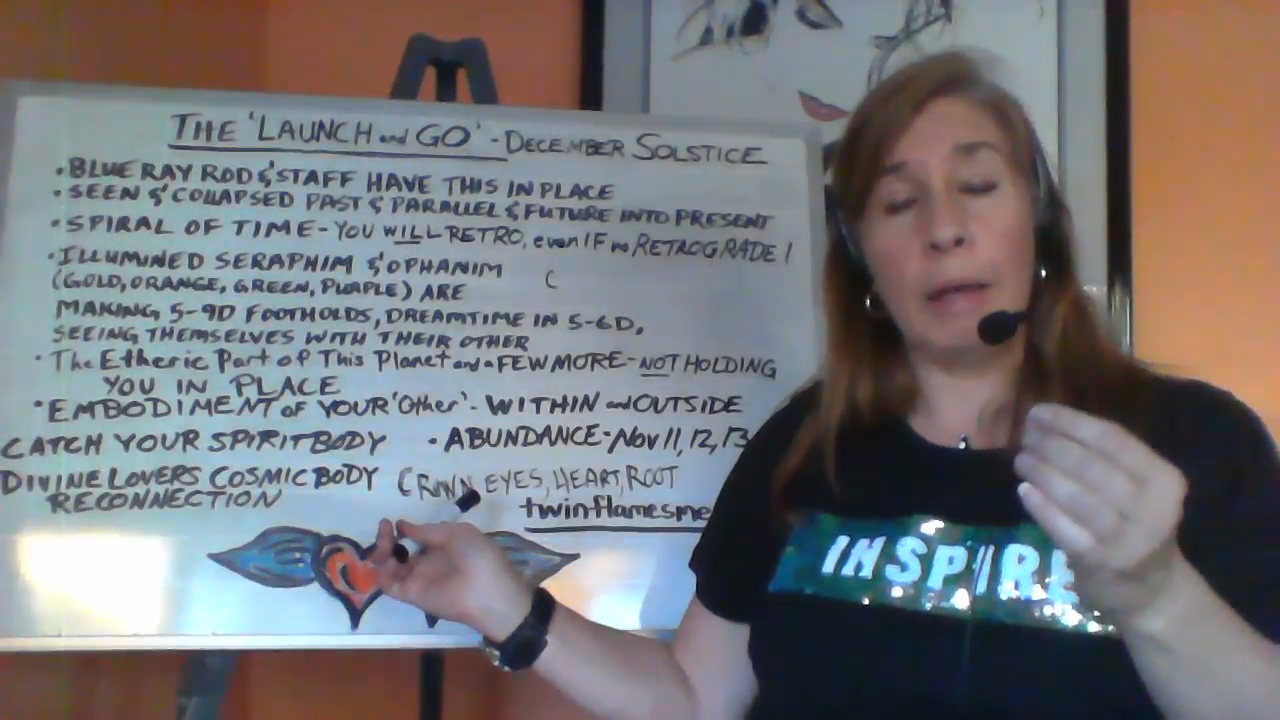 THE 'LAUNCH and GO' - DECEMBER SOLSTICE
• BLUE RAY ROD & STAFF HAVE THIS IN PLACE
• SEEN & COLLAPSED PAST & PARALLEL & FUTURE INTO PRESENT
• SPIRAL OF TIME - YOU WILL RETRO, even IF no RETROGRADE!
• ILLUMINED SERAPHIM & OPHANIM
(GOLD, ORANGE, GREEN, PURPLE) ARE
MAKING 5-9D FOOTHOLDS, DREAMTIME IN 5-6D,
SEEING THEMSELVES WITH THEIR OTHER
• The Etheric Part of This Planet and a FEW MORE - NOT HOLDING
YOU IN PLACE
• EMBODIMENT of YOUR 'Other' - WITHIN and OUTSIDE
CATCH YOUR SPIRIT BODY • ABUNDANCE - Nov 11, 12, 13
DIVINE LOVERS COSMIC BODY CROWN EYES, HEART, ROOT
RECONNECTION
twinflamesme
INSPIRE